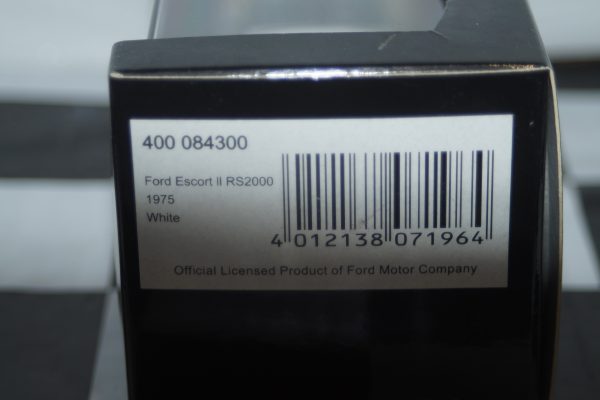 400 084300
Ford Escort II RS2000
1975
White
4 012138 071964
Official Licensed Product of Ford Motor Company